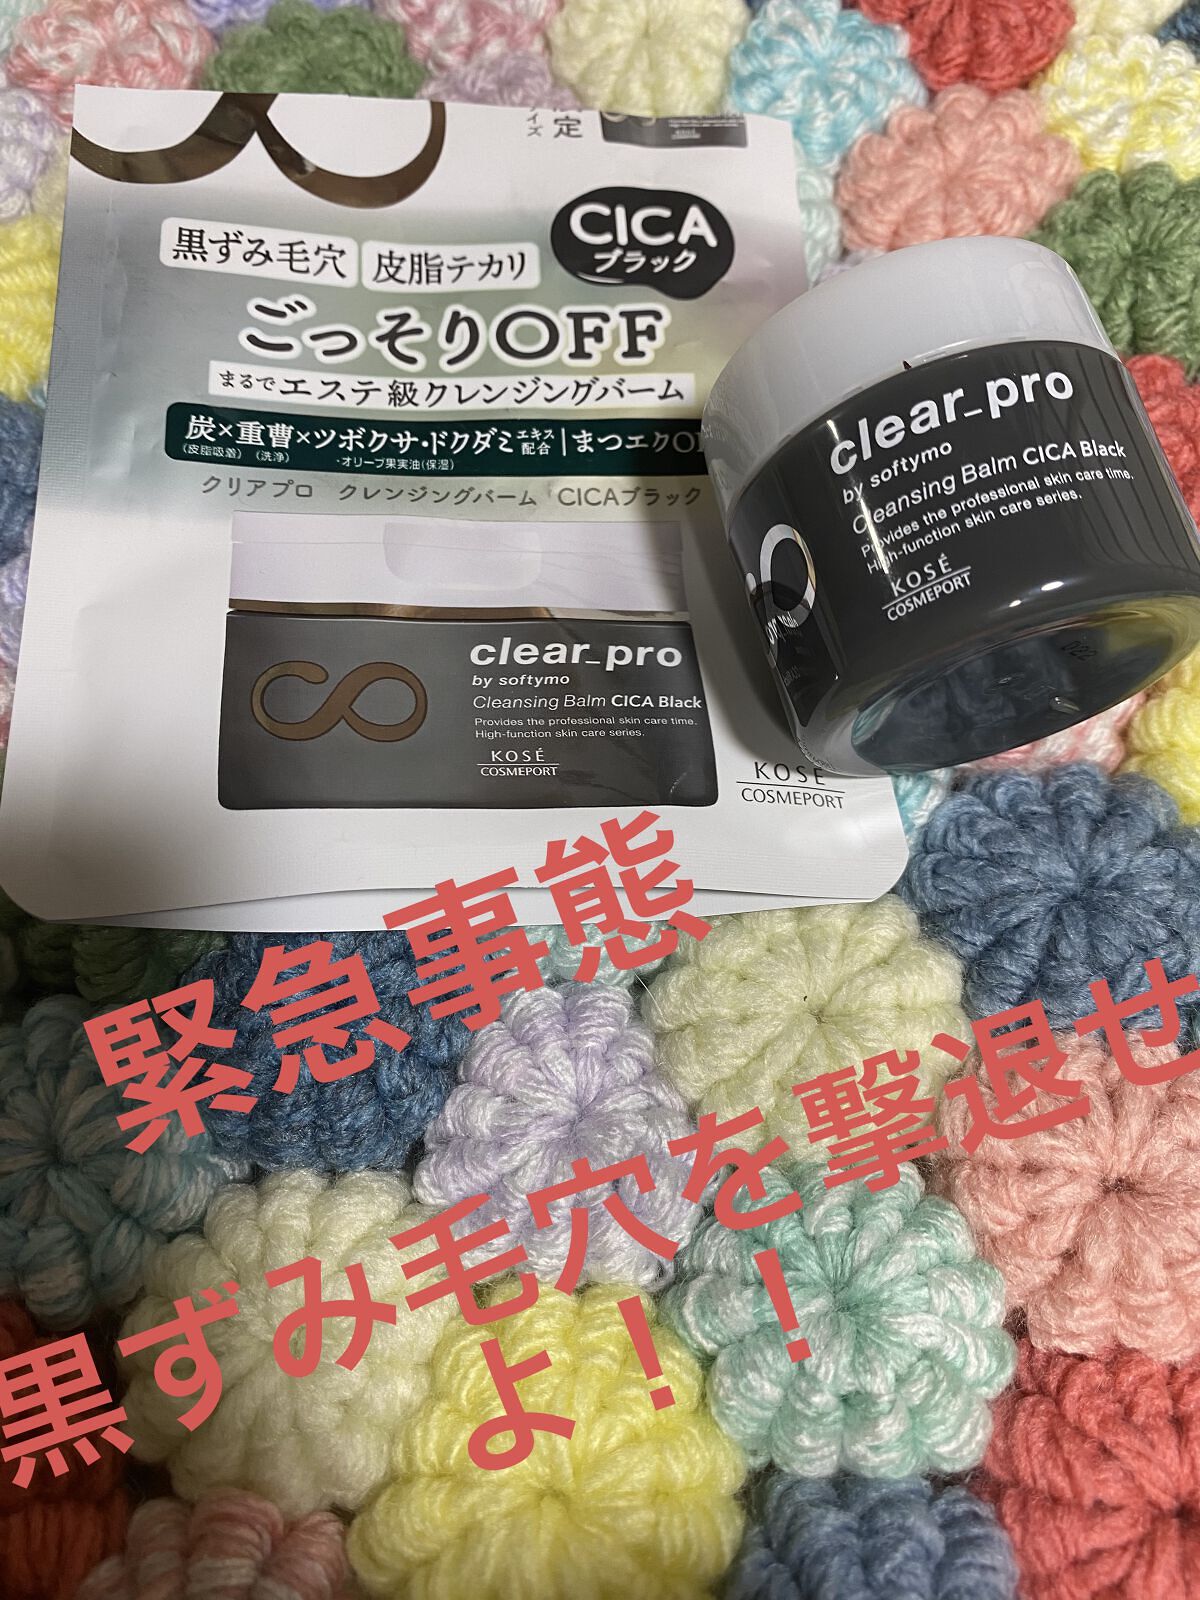 定
イズ
KOSÉ
CICA
ブラック
黒ずみ毛穴
皮脂テカリ
ごっそりOFF
まるでエステ級クレンジングバーム
炭×重曹×ツボクサ・ドクダミエキス配合|まつエクO
(皮脂吸着) (洗浄) ・オリーブ果実油(保湿)
クリアプロ クレンジングバーム CICAブラック
clear_pro
by softymo
Cleansing Balm CICA Black
Provides the professional skin care time.
High-function skin care series.
KOSÉ
COSMEPORT
KOSÉ
COSMEPORT
clear_pro
by softymo
Cleansing Balm CICA Black
Provides the professional skin care time.
High-function skin care series.
KOSÉ
COSMEPORT
緊急事態
黒ずみ毛穴を撃退せ
よ！！